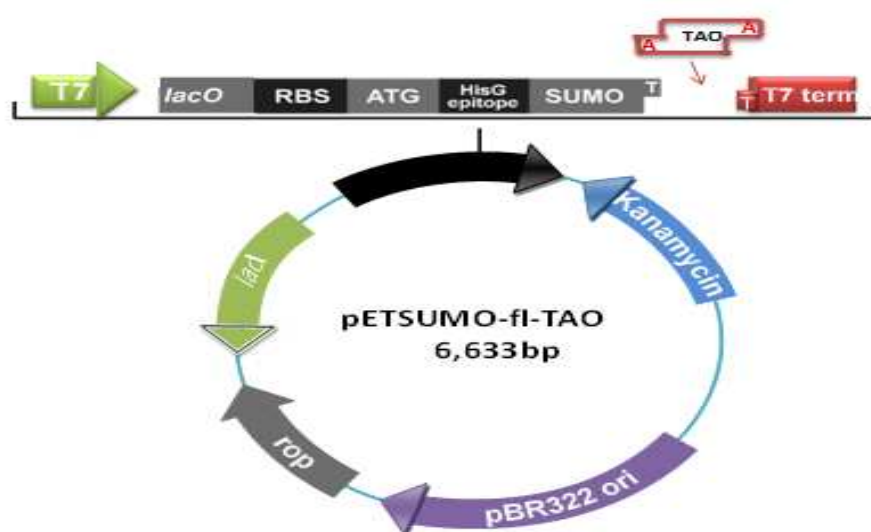 TAO
A
A
T7
lacO
RBS
ATG
HisG
epitope
SUMO
T
T
T7 term
Kanamycin
lacI
pETSUMO-fl-TAO
6,633bp
rop
pBR322 ori